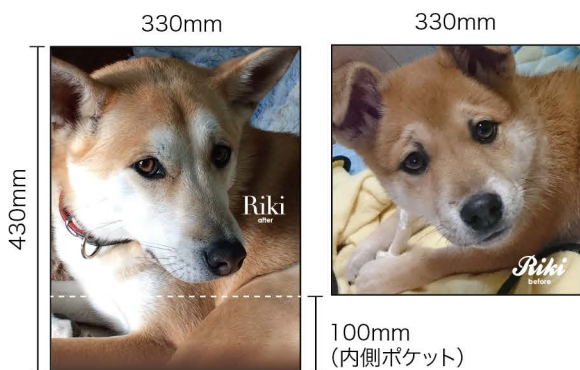 330mm
330mm
430mm
Riki
after
Riki
before
100mm
(内側ポケット)